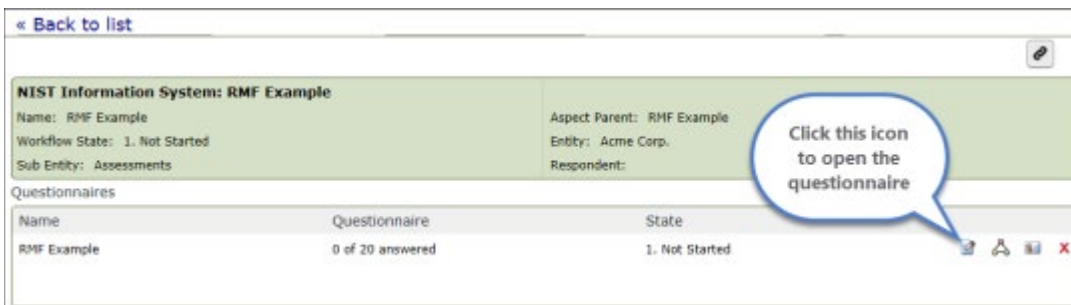 « Back to list
NIST Information System: RMF Example
Name: RMF Example
Aspect Parent: RMF Example
Workflow State: 1. Not Started
Entity: Acme Corp.
Sub Entity: Assessments
Respondent:
Click this icon
to open the
questionnaire
Questionnaires
Name Questionnaire State
RMF Example 0 of 20 answered 1. Not Started